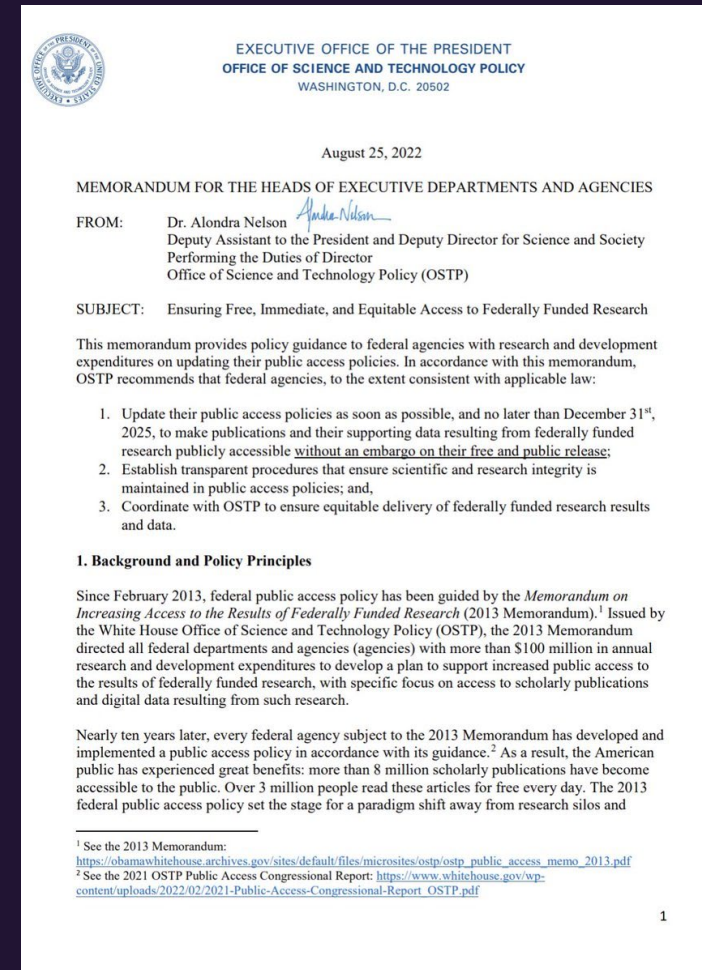 EXECUTIVE OFFICE OF THE PRESIDENT
OFFICE OF SCIENCE AND TECHNOLOGY POLICY
WASHINGTON, D.C. 20502
August 25, 2022
MEMORANDUM FOR THE HEADS OF EXECUTIVE DEPARTMENTS AND AGENCIES
FROM: Dr. Alondra Nelson Alondra Nelson
Deputy Assistant to the President and Deputy Director for Science and Society
Performing the Duties of Director
Office of Science and Technology Policy (OSTP)
SUBJECT: Ensuring Free, Immediate, and Equitable Access to Federally Funded Research
This memorandum provides policy guidance to federal agencies with research and development
expenditures on updating their public access policies. In accordance with this memorandum,
OSTP recommends that federal agencies, to the extent consistent with applicable law:
1. Update their public access policies as soon as possible, and no later than December 31st,
2025, to make publications and their supporting data resulting from federally funded
research publicly accessible without an embargo on their free and public release;
2. Establish transparent procedures that ensure scientific and research integrity is
maintained in public access policies; and,
3. Coordinate with OSTP to ensure equitable delivery of federally funded research results
and data.
1. Background and Policy Principles
Since February 2013, federal public access policy has been guided by the Memorandum on
Increasing Access to the Results of Federally Funded Research (2013 Memorandum).1 Issued by
the White House Office of Science and Technology Policy (OSTP), the 2013 Memorandum
directed all federal departments and agencies (agencies) with more than $100 million in annual
research and development expenditures to develop a plan to support increased public access to
the results of federally funded research, with specific focus on access to scholarly publications
and digital data resulting from such research.
Nearly ten years later, every federal agency subject to the 2013 Memorandum has developed and
implemented a public access policy in accordance with its guidance.2 As a result, the American
public has experienced great benefits: more than 8 million scholarly publications have become
accessible to the public. Over 3 million people read these articles for free every day. The 2013
federal public access policy set the stage for a paradigm shift away from research silos and
1 See the 2013 Memorandum:
https://obamawhitehouse.archives.gov/sites/default/files/microsites/ostp/ostp_public_access_memo_2013.pdf
2 See the 2021 OSTP Public Access Congressional Report: https://www.whitehouse.gov/wp-
content/uploads/2022/02/2021-Public-Access-Congressional-Report_OSTP.pdf
1